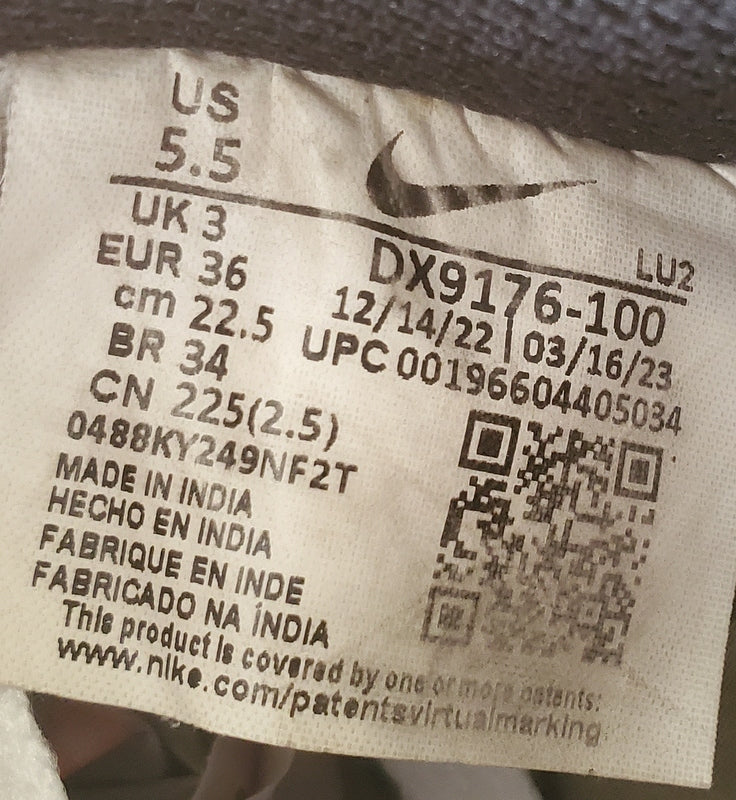 US
5.5
UK 3
EUR 36
cm 22.5
BR 34
CN 225(2.5)
0488KY249NF2T
MADE IN INDIA
HECHO EN INDIA
FABRIQUE EN INDE
FABRICADO NA ÍNDIA
This product is covered by one or more patents:
www.nike.com/patentsvirtualmarking
LU2
DX9176-100
12/14/22 | 03/16/23
UPC 00196604405034